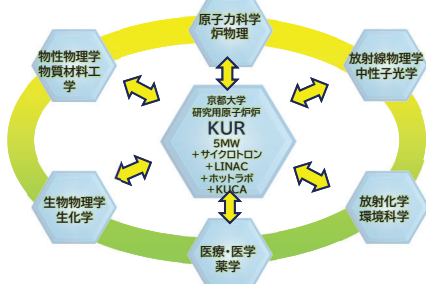 原子力科学
炉物理
物性物理学
物質材料工
学
放射線物理学
中性子光学
京都大学
研究用原子炉炉
KUR
5MW
+サイクロトロン
+LINAC
+ホットラボ
+KUCA
生物物理学
生化学
放射化学
環境科学
医療・医学
薬学